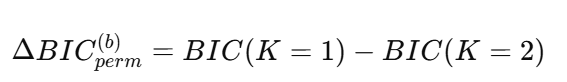 ΔBIC_{perm}^{(b)} = BIC(K = 1) − BIC(K = 2)